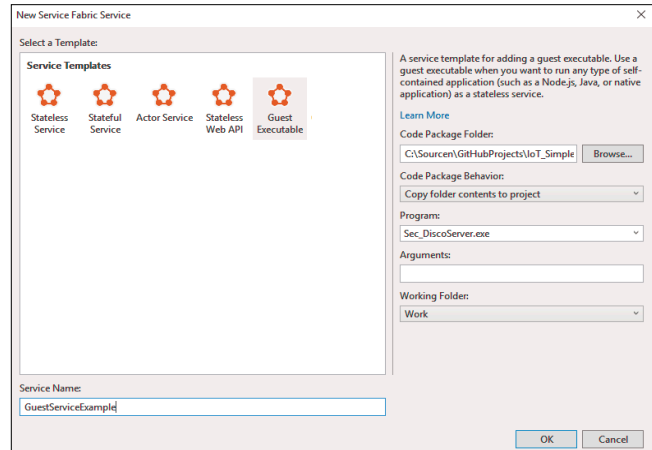 New Service Fabric Service
Select a Template:
Service Templates
Stateless Service
Stateful Service
Actor Service
Stateless Web API
Guest Executable
A service template for adding a guest executable. Use a
guest executable when you want to run any type of self-
contained application (such as a Node.js, Java, or native
application) as a stateless service.
Learn More
Code Package Folder:
C:\Sourcen\GitHubProjects\IoT_Simple
Browse...
Code Package Behavior:
Copy folder contents to project
Program:
Sec_DiscoServer.exe
Arguments:
Working Folder:
Work
Service Name:
GuestServiceExample
OK
Cancel